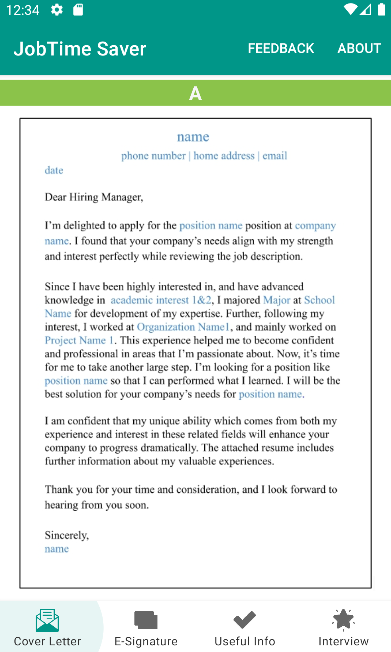 12:34
JobTime Saver
FEEDBACK
ABOUT
A
name
phone number | home address | email
date
Dear Hiring Manager,
I'm delighted to apply for the position name position at company
name. I found that your company's needs align with my strength
and interest perfectly while reviewing the job description.
Since I have been highly interested in, and have advanced
knowledge in academic interest 1&2, I majored Major at School
Name for development of my expertise. Further, following my
interest, I worked at Organization Name1, and mainly worked on
Project Name 1. This experience helped me to become confident
and professional in areas that I'm passionate about. Now, it's time
for me to take another large step. I'm looking for a position like
position name so that I can performed what I learned. I will be the
best solution for your company's needs for position name.
I am confident that my unique ability which comes from both my
experience and interest in these related fields will enhance your
company to progress dramatically. The attached resume includes
further information about my valuable experiences.
Thank you for your time and consideration, and I look forward to
hearing from you soon.
Sincerely,
name
Cover Letter
E-Signature
Useful Info
Interview